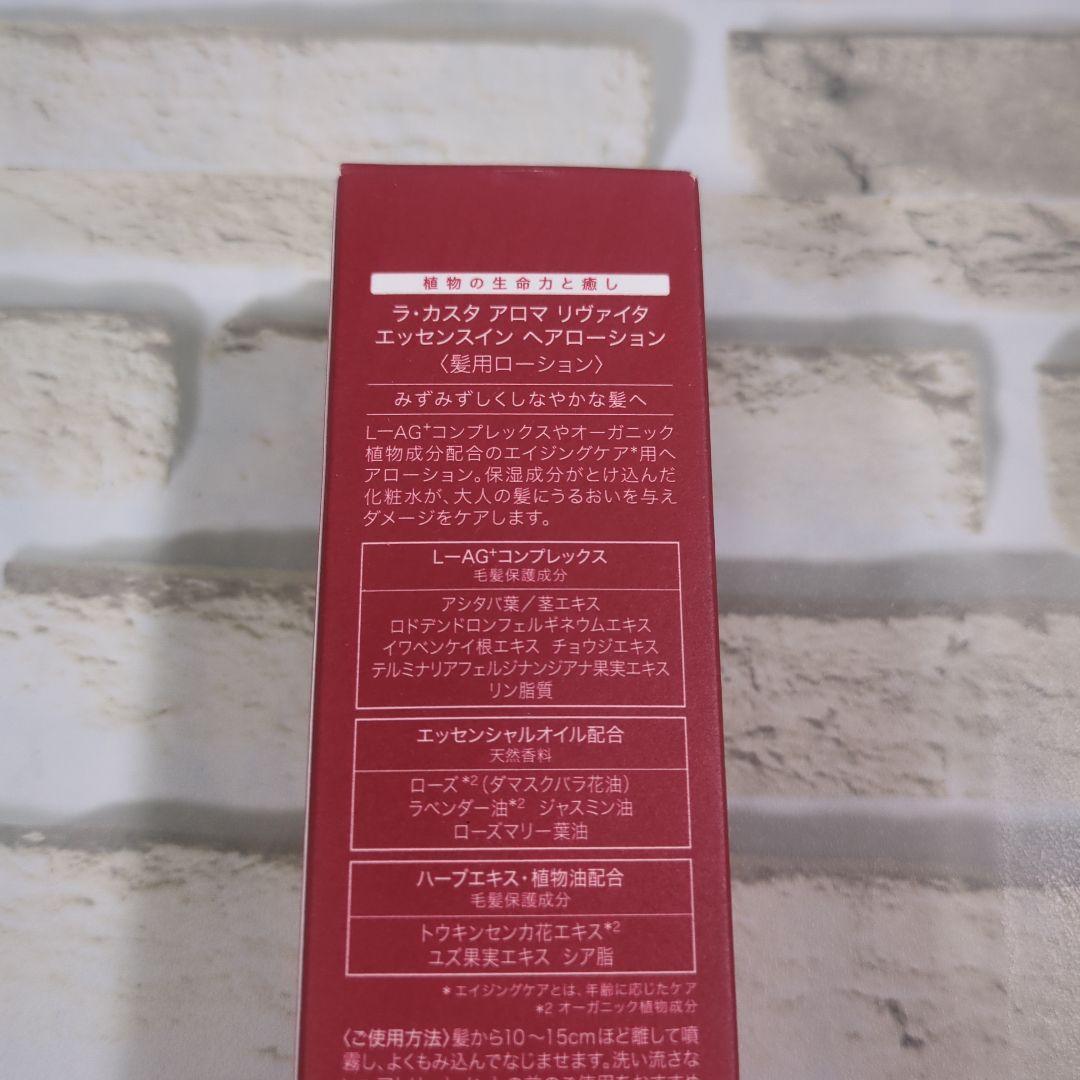 植物の生命力と癒し
ラ・カスタ アロマ リヴァイタ
エッセンスイン ヘアローション
〈髪用ローション〉
みずみずしくしなやかな髪へ
L—AG⁺コンプレックスやオーガニック
植物成分配合のエイジングケア*用ヘ
アローション。保湿成分がとけ込んだ
化粧水が、大人の髪にうるおいを与え
ダメージをケアします。
L—AG⁺コンプレックス
毛髪保護成分
アシタバ葉／茎エキス
ロドデンドロンフェルギネウムエキス
イワベンケイ根エキス チョウジエキス
テルミナリアフェルジナンジアナ果実エキス
リン脂質
エッセンシャルオイル配合
天然香料
ローズ*2(ダマスクバラ花油)
ラベンダー油*2 ジャスミン油
ローズマリー葉油
ハーブエキス・植物油配合
毛髪保護成分
トウキンセンカ花エキス*2
ユズ果実エキス シア脂
*エイジングケアとは、年齢に応じたケア
*2 オーガニック植物成分
〈ご使用方法〉髪から10～15cmほど離して噴
霧し、よくもみ込んでなじませます。洗い流さな